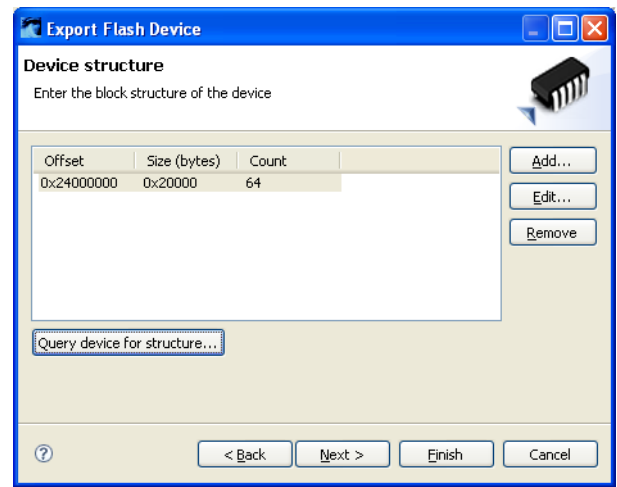 Export Flash Device
Device structure
Enter the block structure of the device
Offset Size (bytes) Count
0x24000000 0x20000 64
Add...
Edit...
Remove
Query device for structure...
? < Back Next > Finish Cancel